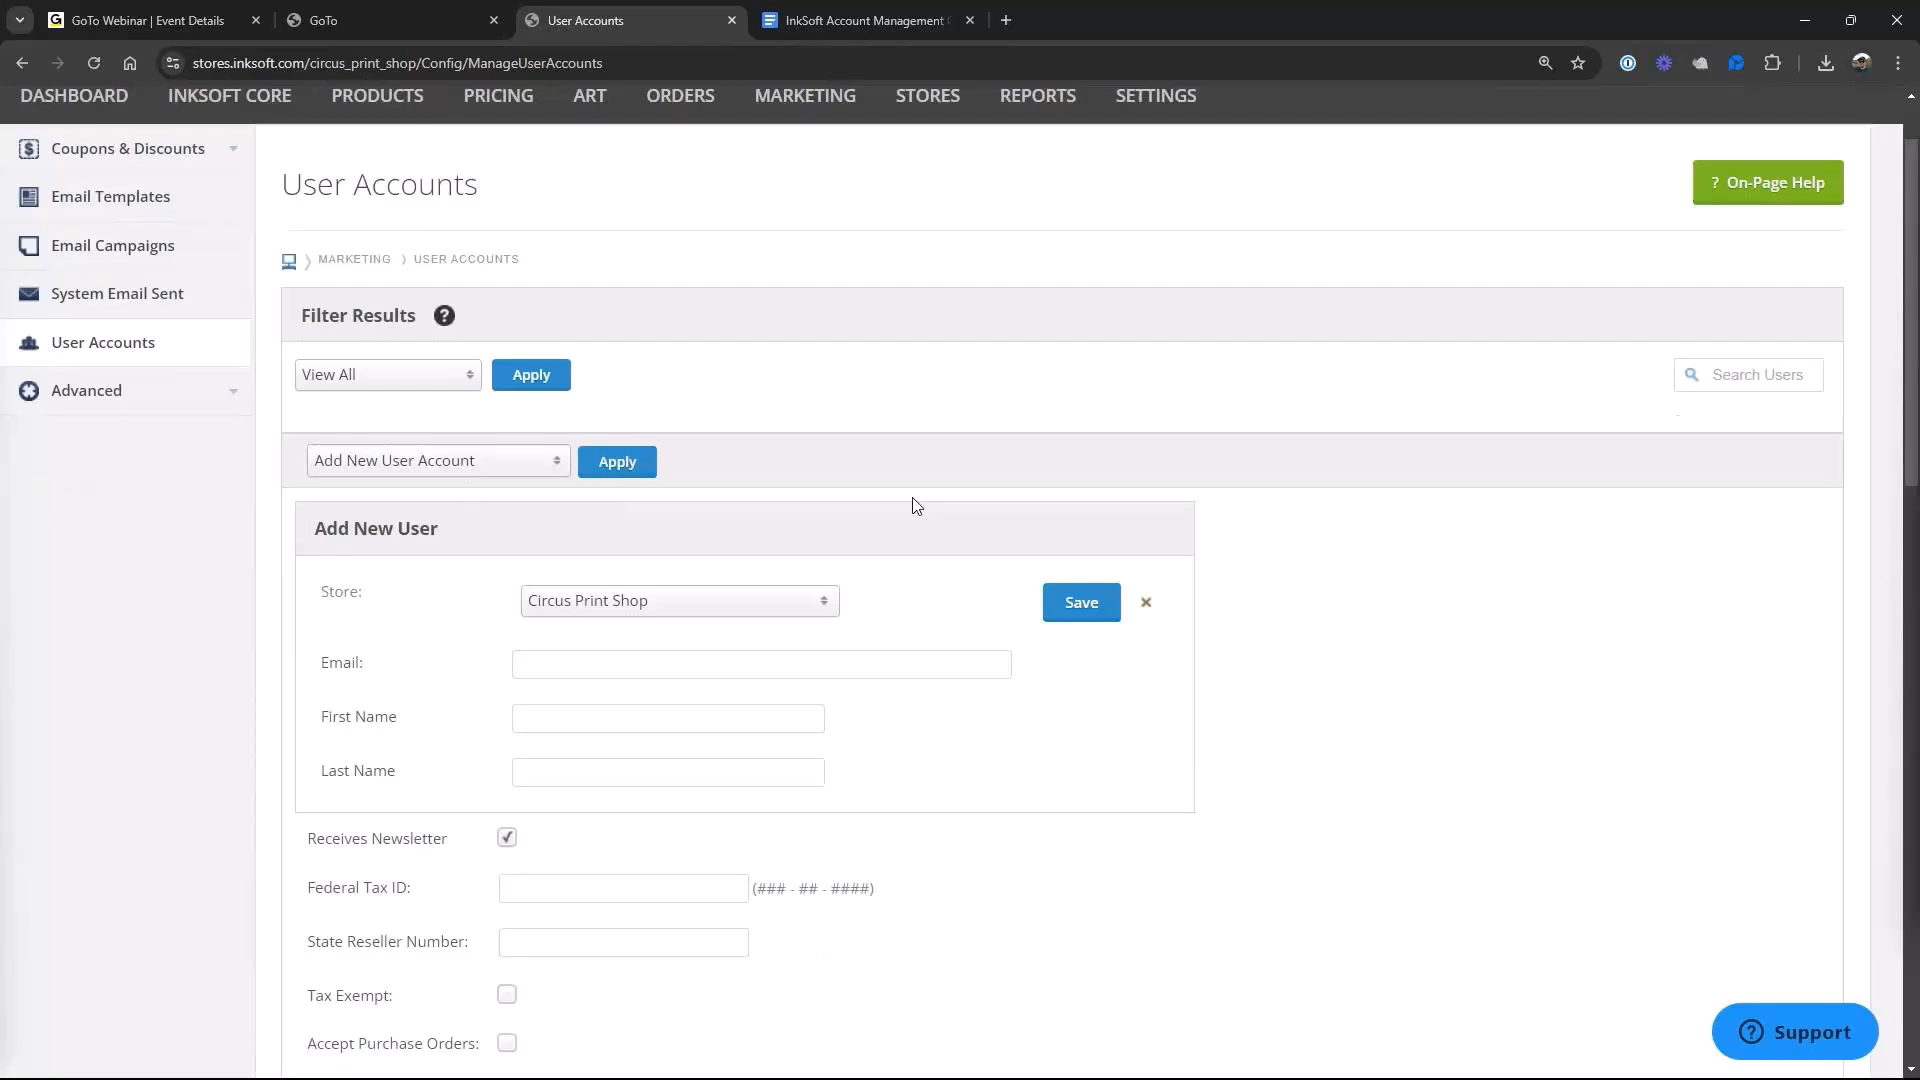 GoTo Webinar | Event Details
GoTo
User Accounts
InkSoft Account Management
stores.inksoft.com/circus_print_shop/Config/ManageUserAccounts
DASHBOARD INKSOFT CORE PRODUCTS PRICING ART ORDERS MARKETING STORES REPORTS SETTINGS
Coupons & Discounts
Email Templates
Email Campaigns
System Email Sent
User Accounts
Advanced
User Accounts
? On-Page Help
MARKETING 〉 USER ACCOUNTS
Filter Results ?
View All
Apply
Search Users
Add New User Account
Apply
Add New User
Store:
Circus Print Shop
Save
Email:
First Name
Last Name
Receives Newsletter
Federal Tax ID:
(### - ## - ####)
State Reseller Number:
Tax Exempt:
Accept Purchase Orders:
? Support